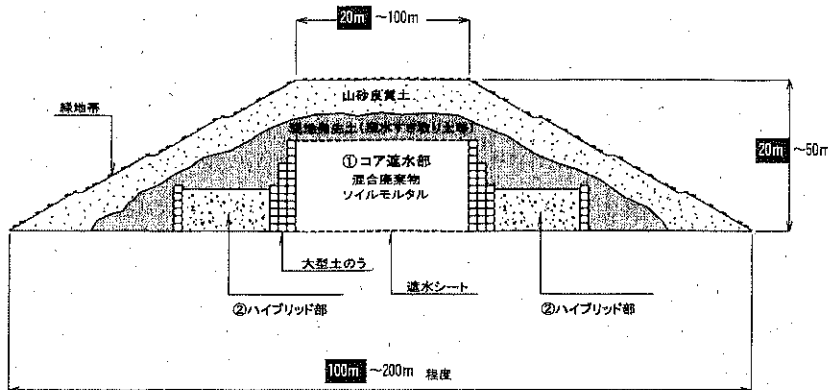 20m ～100m
山砂良質土
緑地帯
20m ～50m
①コア遮水部
混合廃棄物
ソイルモルタル
大型土のう
遮水シート
②ハイブリッド部
②ハイブリッド部
100m ～200m 程度